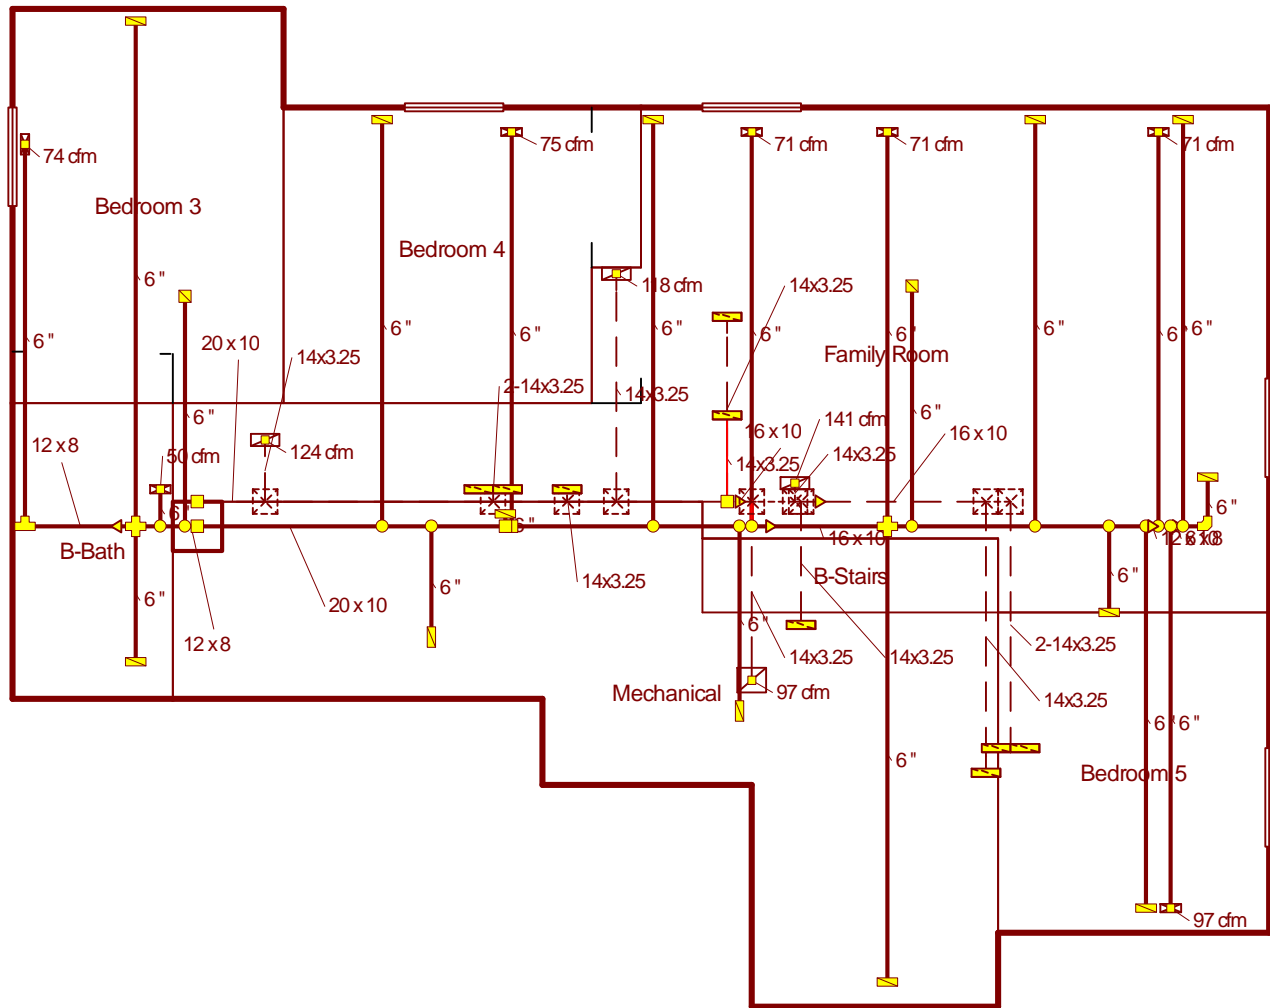 74 cfm
75 cfm
71 cfm
71 cfm
71 cfm
Bedroom 3
Bedroom 4
6 "
118 cfm
14x3.25
6 "
6 "
6 "
6 "
6 "
6 "
6 "
6 "
20 x 10
14x3.25
Family Room
2-14x3.25
14x3.25
6 "
6 "
141 cfm
12 x 8
50 cfm
124 cfm
16 x 10
14x3.25
16 x 10
14x3.25
6 "
6 "
6 "
B-Bath
16 x 10
12 x 8
14x3.25
B-Stairs
6 "
6 "
6 "
20 x 10
6 "
12 x 8
14x3.25
14x3.25
2-14x3.25
Mechanical
97 cfm
14x3.25
6 "
6 "
6 "
Bedroom 5
97 cfm